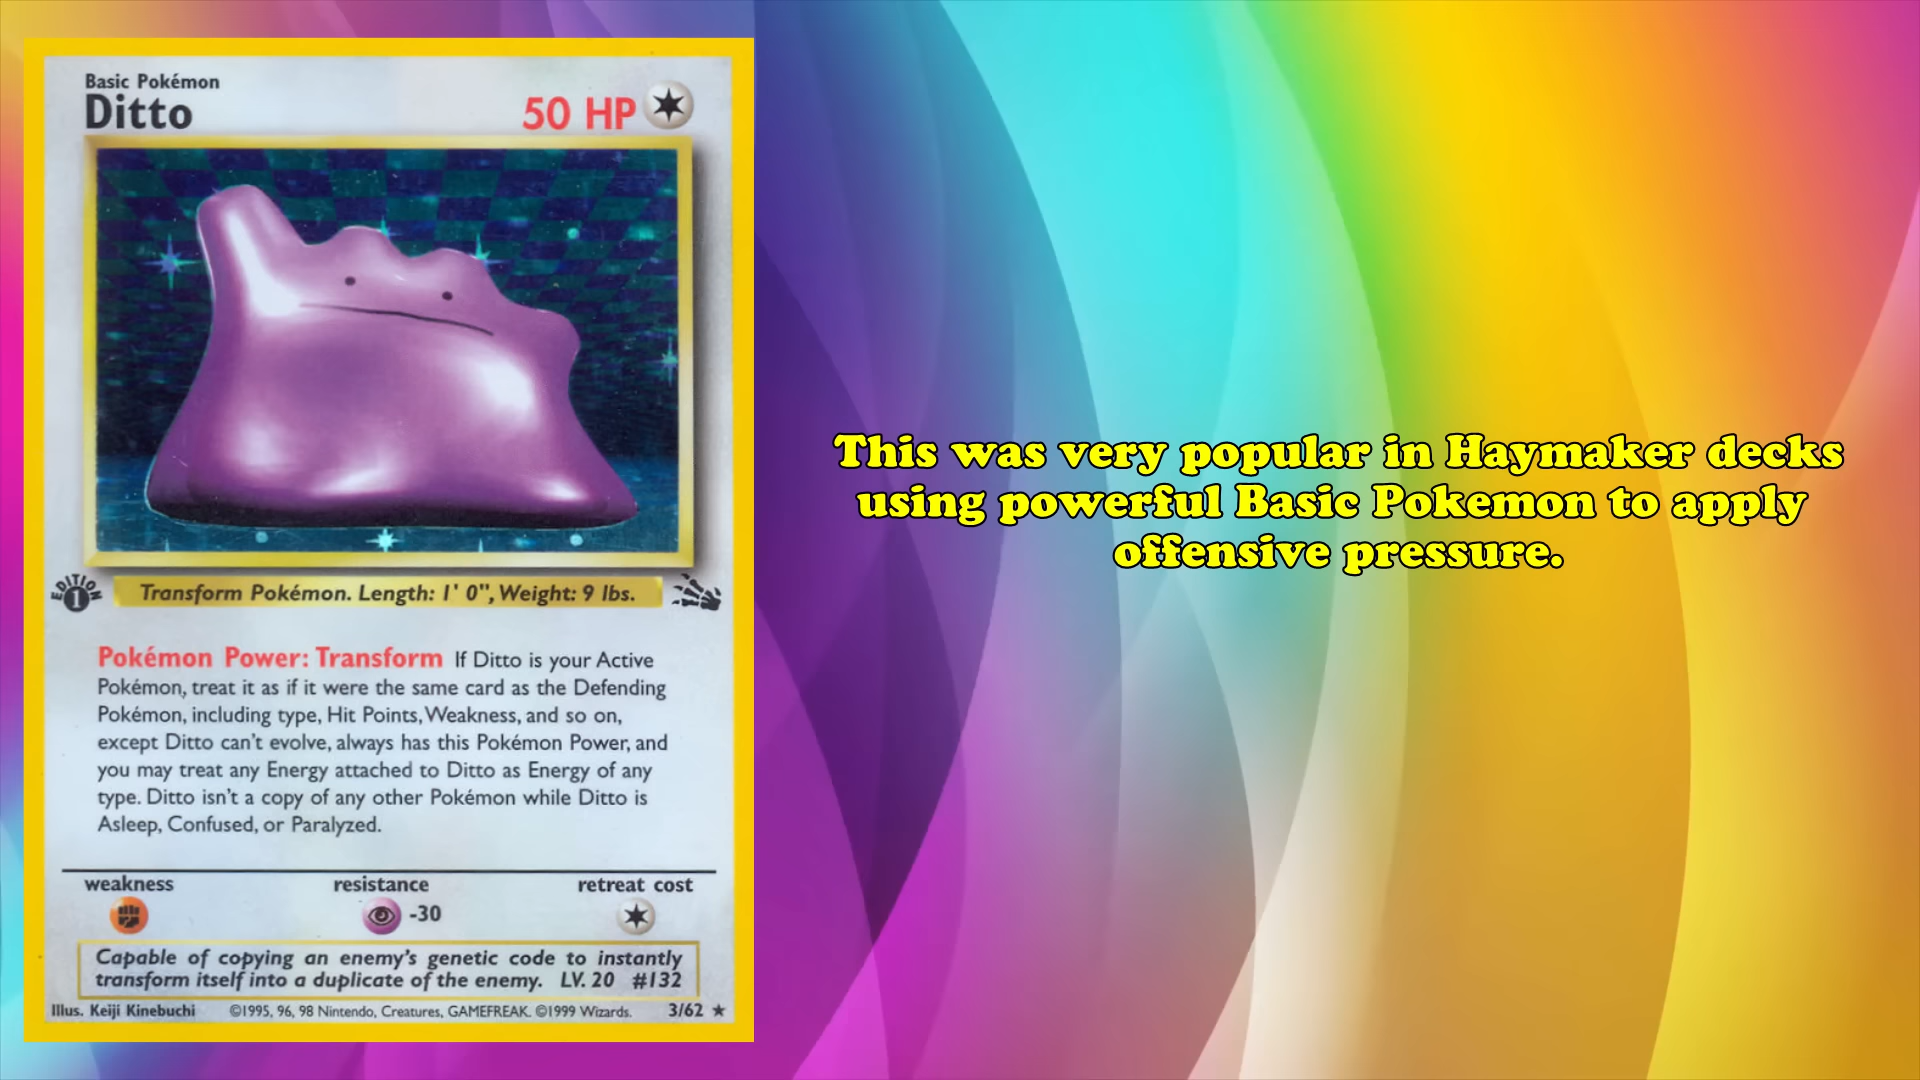 Basic Pokémon
Ditto
50 HP
EDITION
1
Transform Pokémon. Length: 1' 0", Weight: 9 lbs.
Pokémon Power: Transform If Ditto is your Active
Pokémon, treat it as if it were the same card as the Defending
Pokémon, including type, Hit Points, Weakness, and so on,
except Ditto can't evolve, always has this Pokémon Power, and
you may treat any Energy attached to Ditto as Energy of any
type. Ditto isn't a copy of any other Pokémon while Ditto is
Asleep, Confused, or Paralyzed.
weakness resistance retreat cost
-30
Capable of copying an enemy's genetic code to instantly
transform itself into a duplicate of the enemy. LV. 20 #132
Illus. Keiji Kinebuchi ©1995, 96, 98 Nintendo, Creatures, GAMEFREAK. ©1999 Wizards. 3/62 ★
This was very popular in Haymaker decks
using powerful Basic Pokemon to apply
offensive pressure.